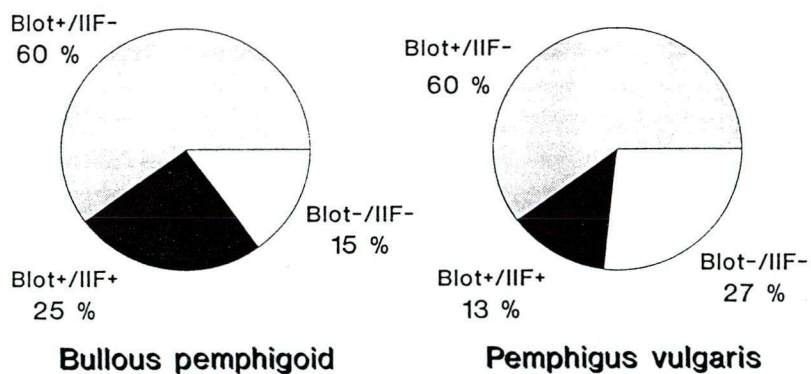 Blot+/IIF-
60 %
Blot-/IIF-
15 %
Blot+/IIF+
25 %
Bullous pemphigoid
Blot+/IIF-
60 %
Blot-/IIF-
27 %
Blot+/IIF+
13 %
Pemphigus vulgaris